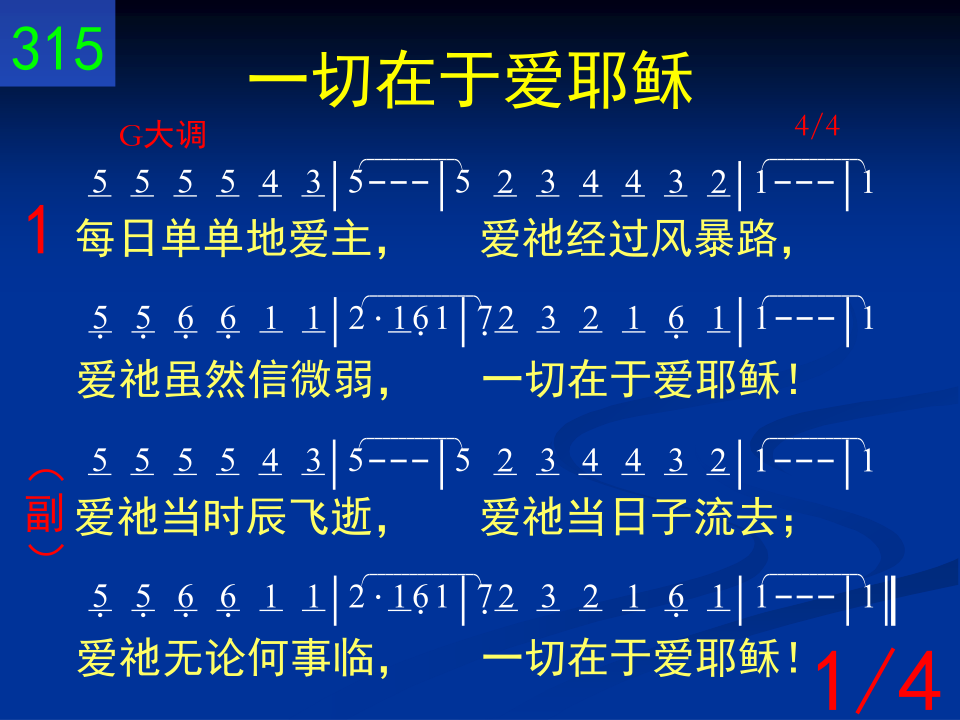 315
一切在于爱耶稣
G大调
4/4
5 5 5 5 4 3 | 5 - - - | 5 2 3 4 4 3 2 | 1 - - - | 1
1
每日单单地爱主， 爱祂经过风暴路，
5̣ 5̣ 6̣ 6̣ 1 1 | 2 · 1 6̣ 1 | 7̣ 2 3 2 1 6̣ 1 | 1 - - - | 1
爱祂虽然信微弱， 一切在于爱耶稣！
5 5 5 5 4 3 | 5 - - - | 5 2 3 4 4 3 2 | 1 - - - | 1
（副）
爱祂当时辰飞逝， 爱祂当日子流去；
5̣ 5̣ 6̣ 6̣ 1 1 | 2 · 1 6̣ 1 | 7̣ 2 3 2 1 6̣ 1 | 1 - - - | 1 ‖
爱祂无论何事临， 一切在于爱耶稣！
1/4